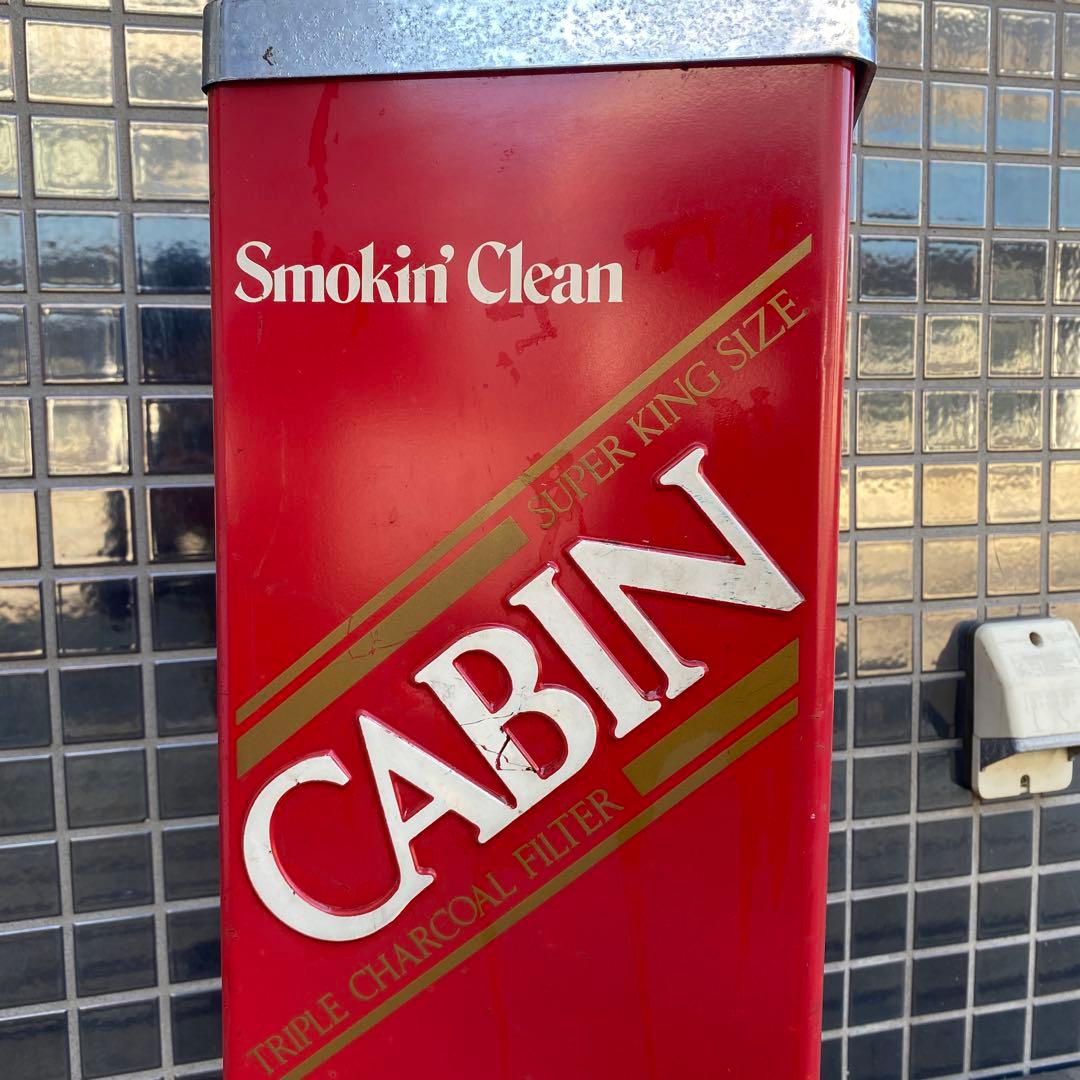 Smokin' Clean
SUPER KING SIZE
CABIN
TRIPLE CHARCOAL FILTER